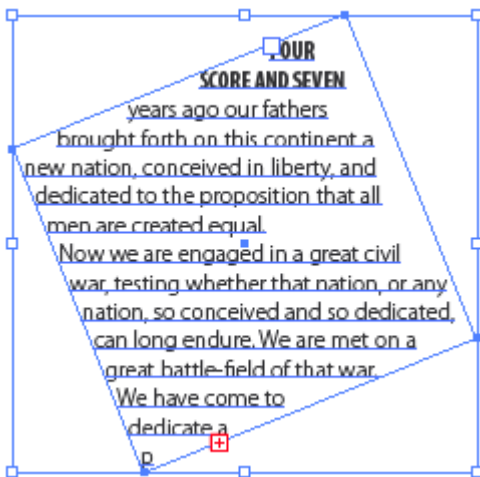 FOUR
SCORE AND SEVEN
years ago our fathers
brought forth on this continent a
new nation, conceived in liberty, and
dedicated to the proposition that all
men are created equal.
Now we are engaged in a great civil
war, testing whether that nation, or any
nation, so conceived and so dedicated,
can long endure. We are met on a
great battle-field of that war.
We have come to
dedicate a
p